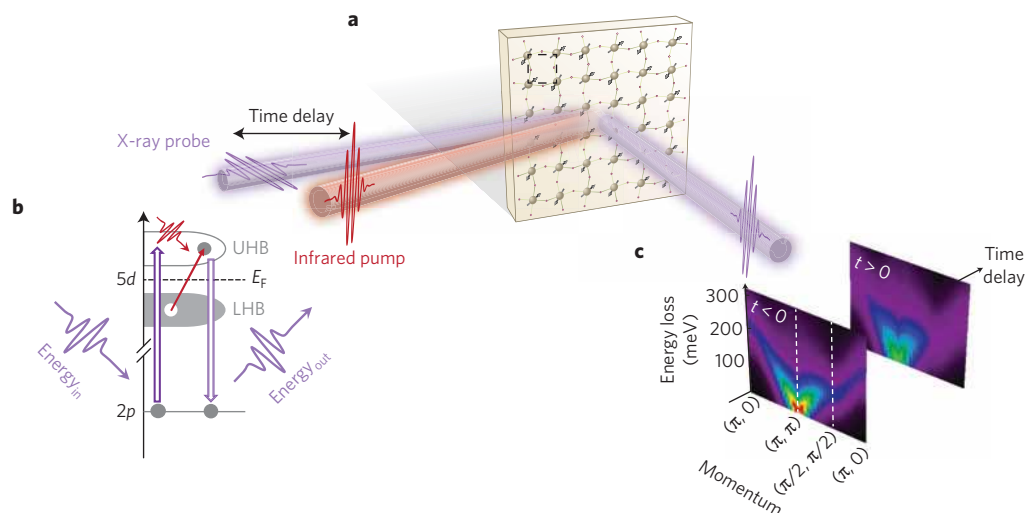 a
Time delay
X-ray probe
Infrared pump
b
UHB
5d
E_F
LHB
Energy_in
Energy_out
2p
c
t < 0
t > 0
Time
delay
Energy loss
(meV)
300
200
100
(π, 0)
(π, π)
(π/2, π/2)
(π, 0)
Momentum